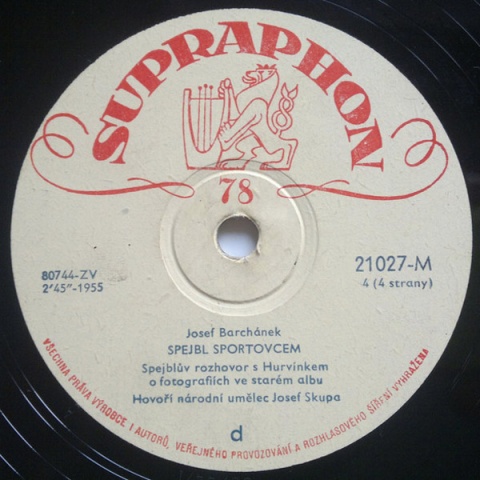 SUPRAPHON
78
80744-ZV
2'45"-1955
21027-M
4 (4 strany)
Josef Barchánek
SPEJBL SPORTOVCEM
Spejblův rozhovor s Hurvínkem
o fotografiích ve starém albu
Hovoří národní umělec Josef Skupa
d
VŠECHNA PRÁVA VÝROBCE I AUTORŮ, VEŘEJNÉHO PROVOZOVÁNÍ A ROZHLASOVÉHO ŠÍŘENÍ VYHRAŽENA